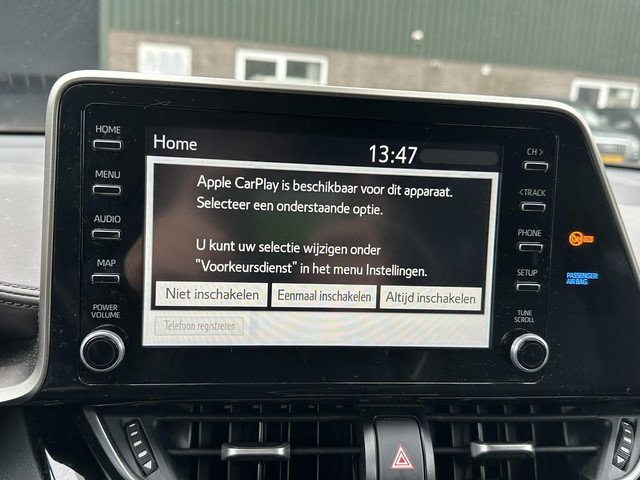 Home
13:47
Apple CarPlay is beschikbaar voor dit apparaat.
Selecteer een onderstaande optie.
U kunt uw selectie wijzigen onder
"Voorkeursdienst" in het menu Instellingen.
Niet inschakelen
Eenmaal inschakelen
Altijd inschakelen
Telefoon registreren
HOME
MENU
AUDIO
MAP
POWER
VOLUME
CH >
< TRACK
PHONE
SETUP
TUNE
SCROLL
PASSENGER
AIR BAG